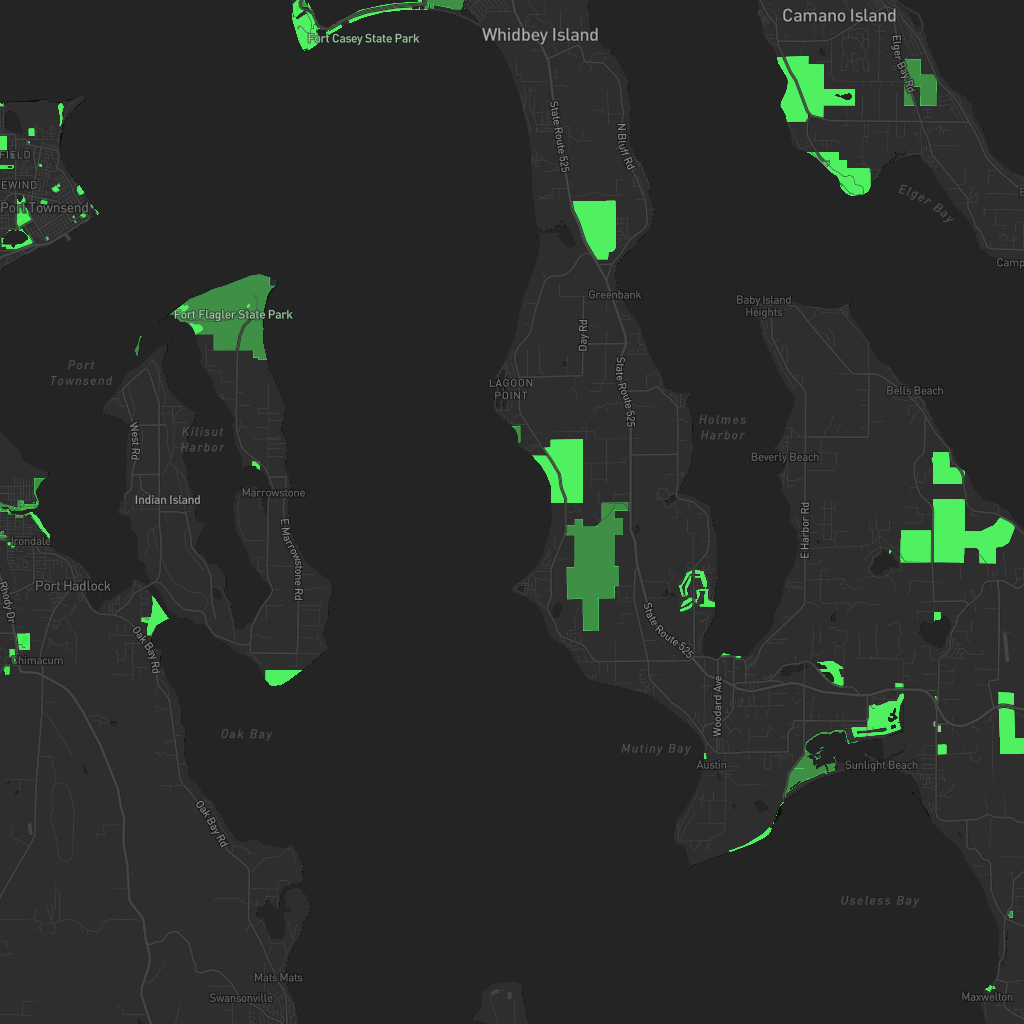 Camano Island
Whidbey Island
Fort Casey State Park
Elger Bay Rd
State Route 525
N Bluff Rd
FIELD
EWIND
Port Townsend
Elger Bay
Camp
Greenbank
Baby Island
Heights
Fort Flagler State Park
Day Rd
Port
Townsend
LAGOON
POINT
State Route 525
Bells Beach
Holmes
Harbor
West Rd
Kilisut
Harbor
Beverly Beach
Marrowstone
Indian Island
E Harbor Rd
Irondale
E Marrowstone Rd
Port Hadlock
Rhody Dr
Oak Bay Rd
State Route 525
Chimacum
Woodard Ave
Oak Bay
Mutiny Bay
Austin
Sunlight Beach
Oak Bay Rd
Useless Bay
Mats Mats
Swansonville
Maxwelton